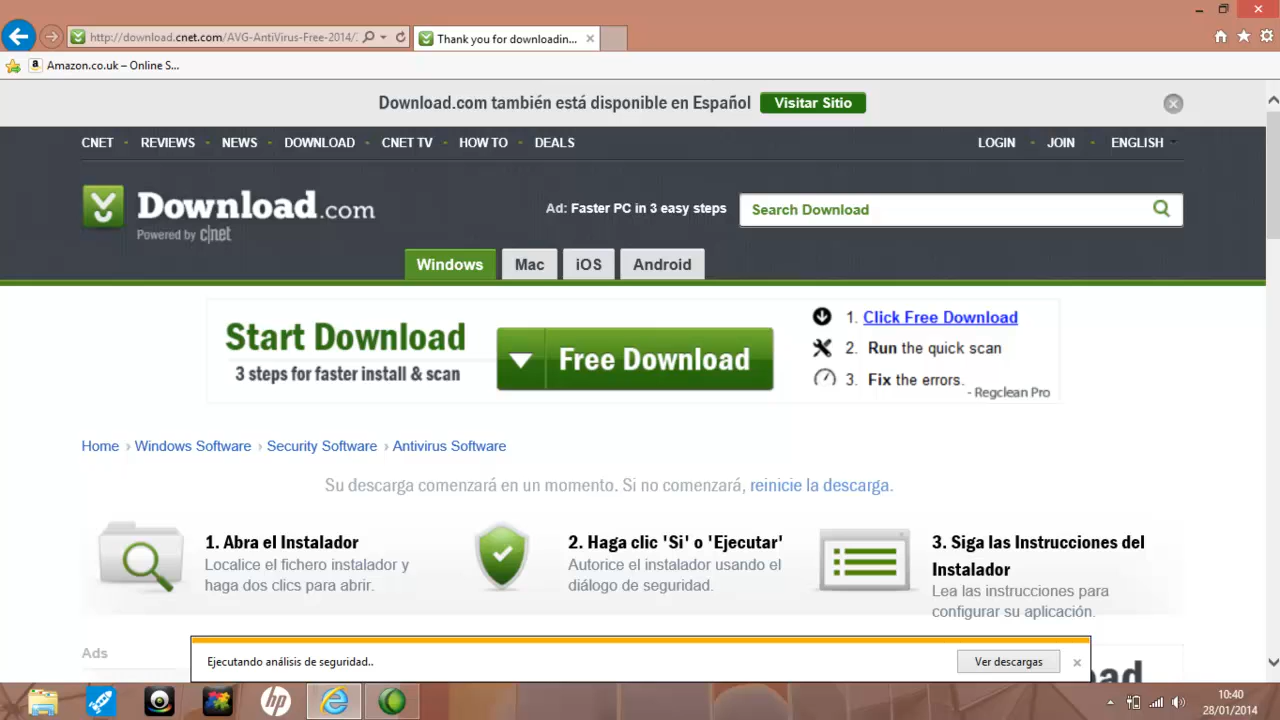 http://download.cnet.com/AVG-AntiVirus-Free-2014/
Thank you for downloadin...
Amazon.co.uk – Online S...
Download.com también está disponible en Español
Visitar Sitio
CNET REVIEWS NEWS DOWNLOAD CNET TV HOW TO DEALS
LOGIN JOIN ENGLISH
Download.com
Powered by c|net
Ad: Faster PC in 3 easy steps
Search Download
Windows Mac iOS Android
Start Download
3 steps for faster install & scan
Free Download
1. Click Free Download
2. Run the quick scan
3. Fix the errors.
- Regclean Pro
Home › Windows Software › Security Software › Antivirus Software
Su descarga comenzará en un momento. Si no comenzará, reinicie la descarga.
1. Abra el Instalador
Localice el fichero instalador y
haga dos clics para abrir.
2. Haga clic 'Si' o 'Ejecutar'
Autorice el instalador usando el
diálogo de seguridad.
3. Siga las Instrucciones del
Instalador
Lea las instrucciones para
configurar su aplicación.
Ads
Ejecutando análisis de seguridad..
Ver descargas
hp
10:40
28/01/2014